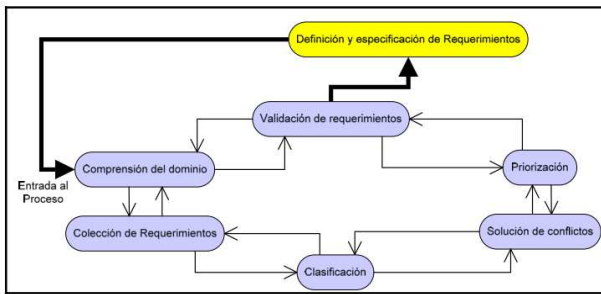 Definición y especificación de Requerimientos
Validación de requerimientos
Comprensión del dominio
Priorización
Entrada al
Proceso
Colección de Requerimientos
Solución de conflictos
Clasificación